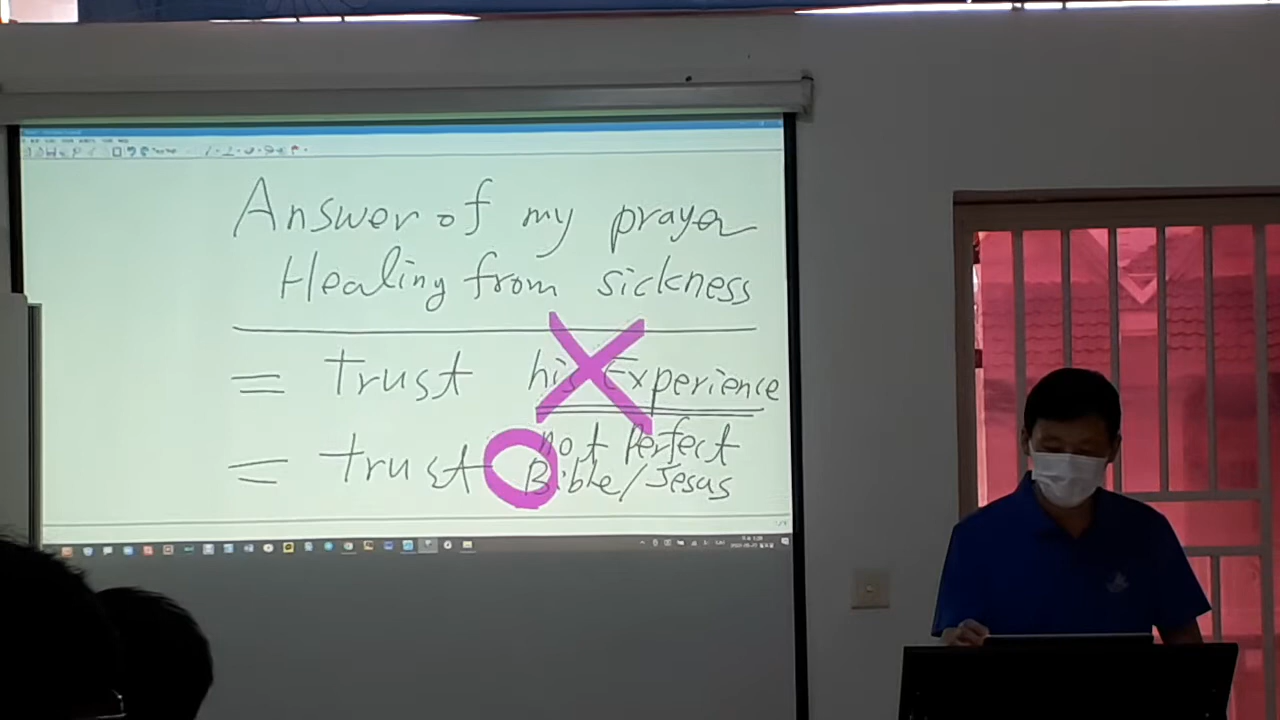 Answer of my prayer
Healing from sickness
= trust his Experience
not Perfect
= trust Bible/Jesus